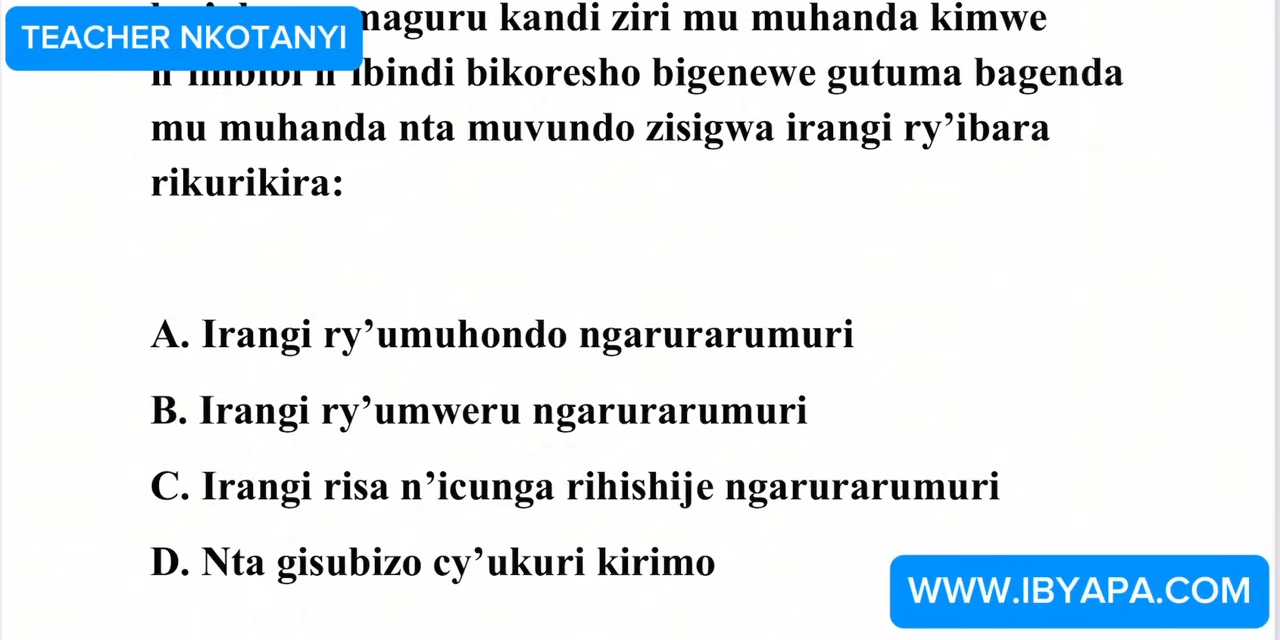 TEACHER NKOTANYI
maguru kandi ziri mu muhanda kimwe
ibindi bikoresho bigenewe gutuma bagenda
mu muhanda nta muvundo zisigwa irangi ry’ibara
rikurikira:
A. Irangi ry’umuhondo ngarurarumuri
B. Irangi ry’umweru ngarurarumuri
C. Irangi risa n’icunga rihishije ngarurarumuri
D. Nta gisubizo cy’ukuri kirimo
WWW.IBYAPA.COM